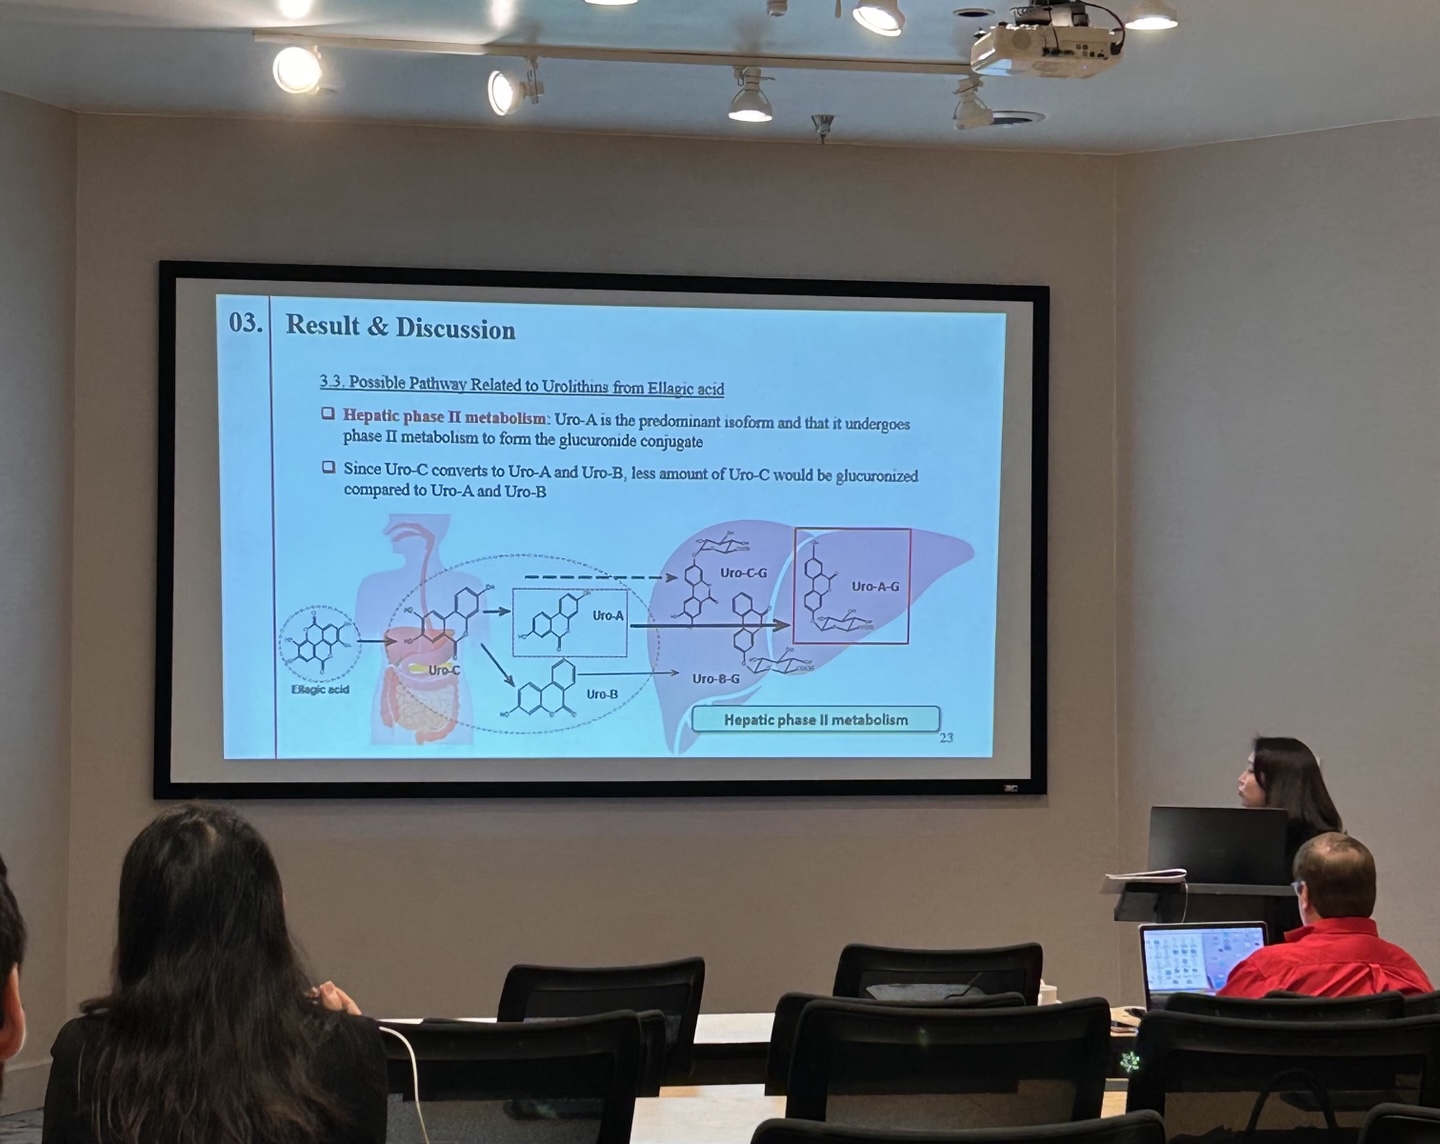 03. Result & Discussion
3.3. Possible Pathway Related to Urolithins from Ellagic acid
❑ Hepatic phase II metabolism: Uro-A is the predominant isoform and that it undergoes
phase II metabolism to form the glucuronide conjugate
❑ Since Uro-C converts to Uro-A and Uro-B, less amount of Uro-C would be glucuronized
compared to Uro-A and Uro-B
Uro-C-G
Uro-A-G
Uro-A
Uro-C
Ellagic acid
Uro-B
Uro-B-G
Hepatic phase II metabolism
23